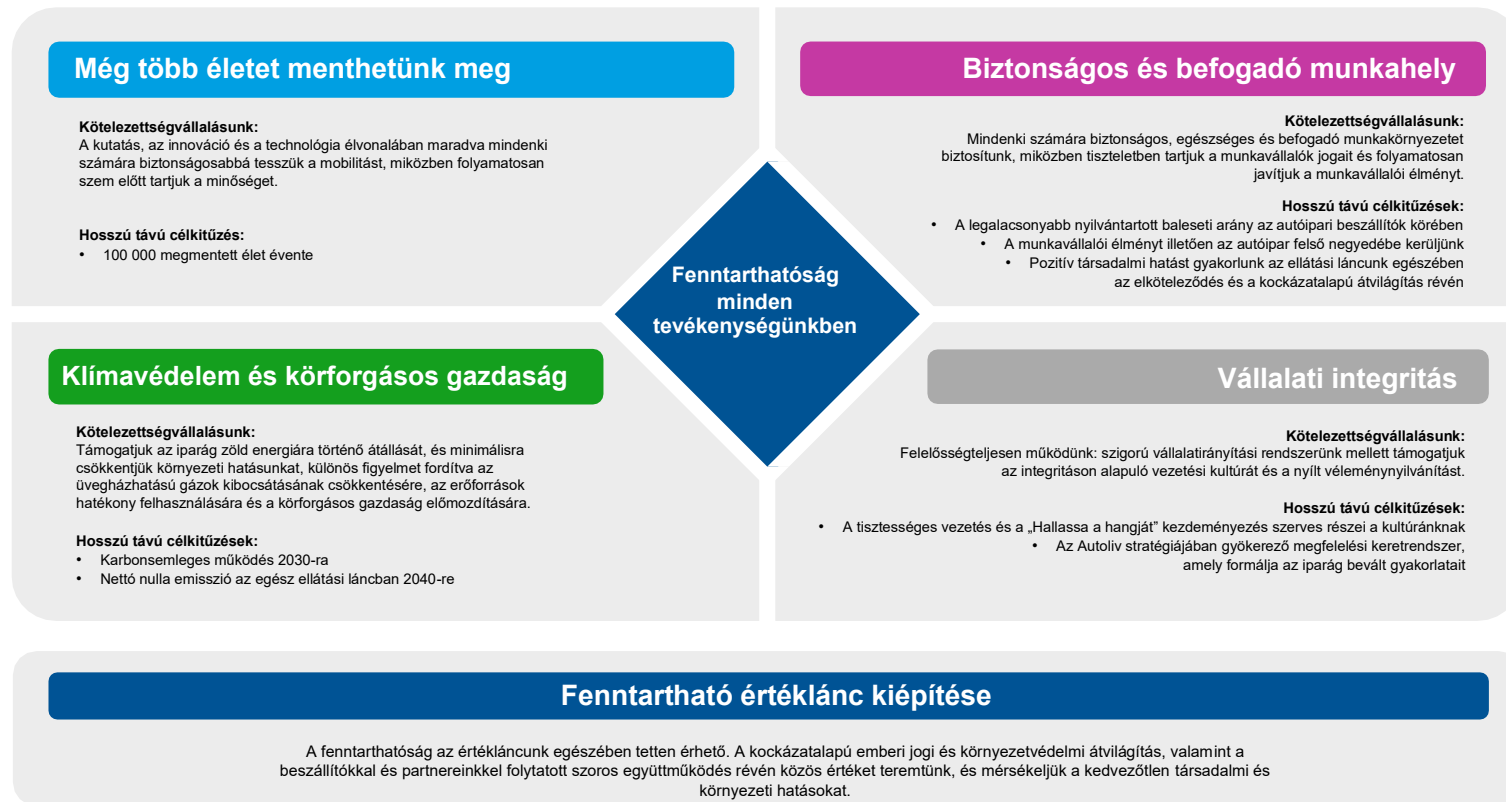 Még több életet menthetünk meg
Kötelezettségvállalásunk:
A kutatás, az innováció és a technológia élvonalában maradva mindenki
számára biztonságosabbá tesszük a mobilitást, miközben folyamatosan
szem előtt tartjuk a minőséget.
Hosszú távú célkitűzés:
• 100 000 megmentett élet évente
Biztonságos és befogadó munkahely
Kötelezettségvállalásunk:
Mindenki számára biztonságos, egészséges és befogadó munkakörnyezetet
biztosítunk, miközben tiszteletben tartjuk a munkavállalók jogait és folyamatosan
javítjuk a munkavállalói élményt.
Hosszú távú célkitűzések:
• A legalacsonyabb nyilvántartott baleseti arány az autóipari beszállítók körében
• A munkavállalói élményt illetően az autóipar felső negyedébe kerüljünk
• Pozitív társadalmi hatást gyakorlunk az ellátási láncunk egészében
az elköteleződés és a kockázatalapú átvilágítás révén
Fenntarthatóság
minden
tevékenységünkben
Klímavédelem és körforgásos gazdaság
Kötelezettségvállalásunk:
Támogatjuk az iparág zöld energiára történő átállását, és minimálisra
csökkentjük környezeti hatásunkat, különös figyelmet fordítva az
üvegházhatású gázok kibocsátásának csökkentésére, az erőforrások
hatékony felhasználására és a körforgásos gazdaság előmozdítására.
Hosszú távú célkitűzések:
• Karbonsemleges működés 2030-ra
• Nettó nulla emisszió az egész ellátási láncban 2040-re
Vállalati integritás
Kötelezettségvállalásunk:
Felelősségteljesen működünk: szigorú vállalatirányítási rendszerünk mellett támogatjuk
az integritáson alapuló vezetési kultúrát és a nyílt véleménynyilvánítást.
Hosszú távú célkitűzések:
• A tisztességes vezetés és a „Hallassa a hangját” kezdeményezés szerves részei a kultúránknak
• Az Autoliv stratégiájában gyökerező megfelelési keretrendszer,
amely formálja az iparág bevált gyakorlatait
Fenntartható értéklánc kiépítése
A fenntarthatóság az értékláncunk egészében tetten érhető. A kockázatalapú emberi jogi és környezetvédelmi átvilágítás, valamint a
beszállítókkal és partnereinkkel folytatott szoros együttműködés révén közös értéket teremtünk, és mérsékeljük a kedvezőtlen társadalmi és
környezeti hatásokat.